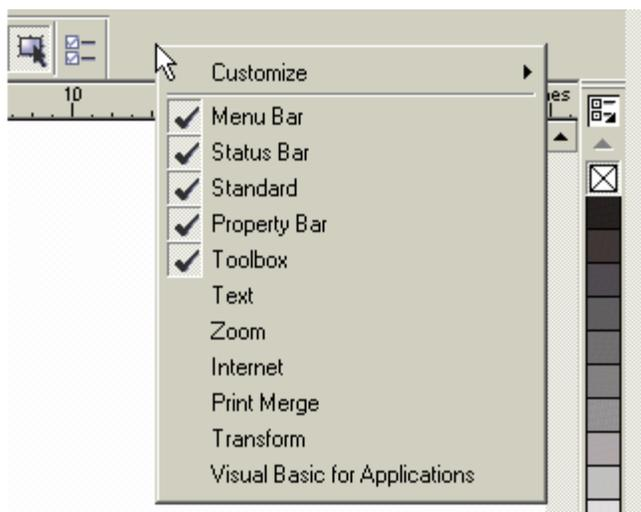 Customize
10
es
Menu Bar
Status Bar
Standard
Property Bar
Toolbox
Text
Zoom
Internet
Print Merge
Transform
Visual Basic for Applications